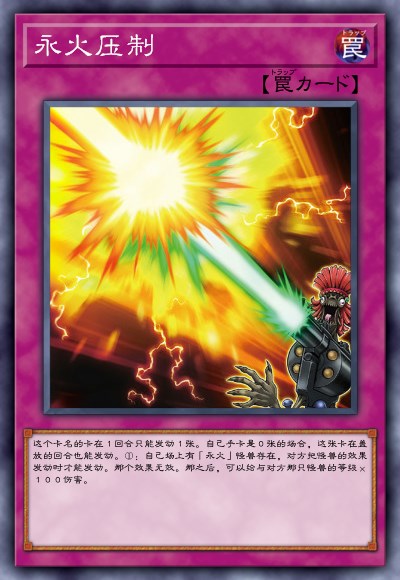 永火压制
トラップ
罠
【罠カード】
トラップ
这个卡名的卡在１回合只能发动１张。自己手卡是０张的场合，这张卡在盖
放的回合也能发动。①：自己场上有「永火」怪兽存在，对方把怪兽的效果
发动时才能发动。那个效果无效。那之后，可以给与对方那只怪兽的等级×
１００伤害。